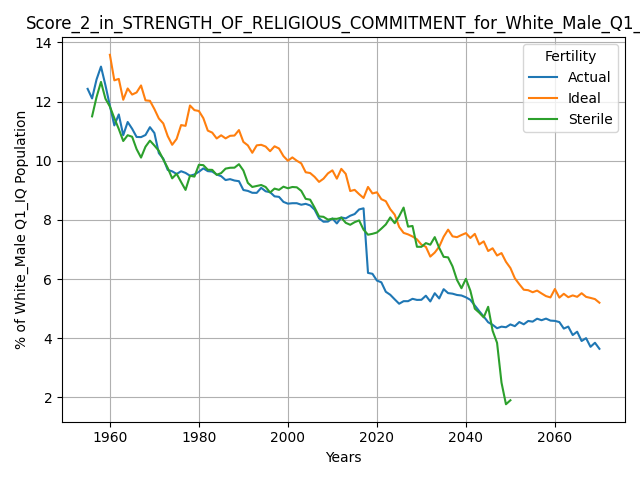 Score_2_in_STRENGTH_OF_RELIGIOUS_COMMITMENT_for_White_Male_Q1_
14
12
10
8
6
4
2
% of White_Male Q1_IQ Population
Fertility
Actual
Ideal
Sterile
1960
1980
2000
2020
2040
2060
Years